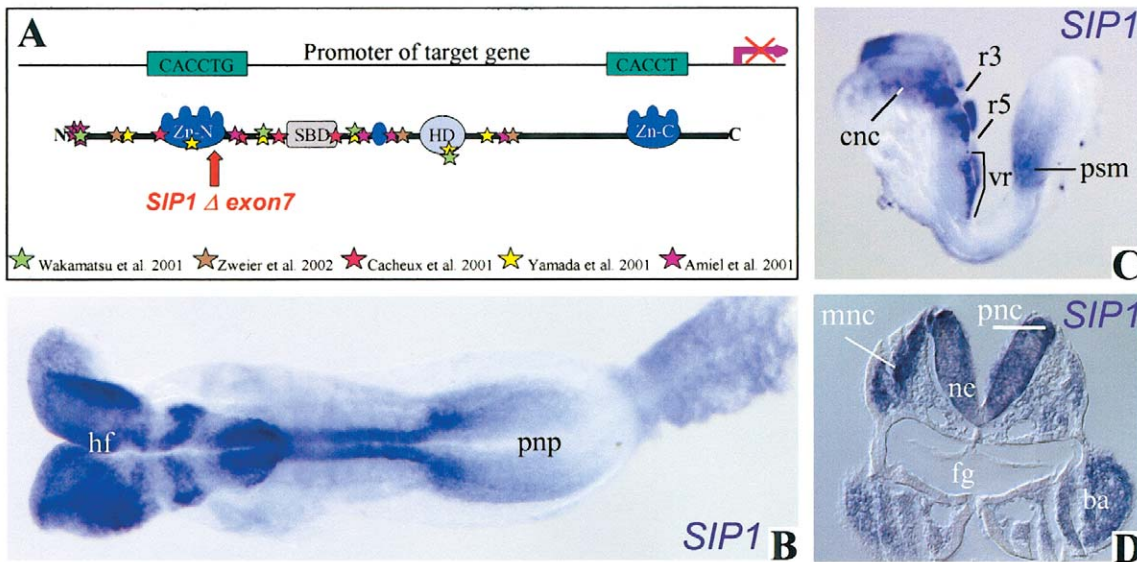 A
Promoter of target gene
CACCTG
CACCT
N
Zn-N
SBD
HD
Zn-C
C
SIP1 Δ exon7
Wakamatsu et al. 2001
Zweier et al. 2002
Cacheux et al. 2001
Yamada et al. 2001
Amiel et al. 2001
SIP1
r3
r5
cnc
vr
psm
C
hf
pnp
SIP1
B
SIP1
mnc
pnc
ne
fg
ba
D